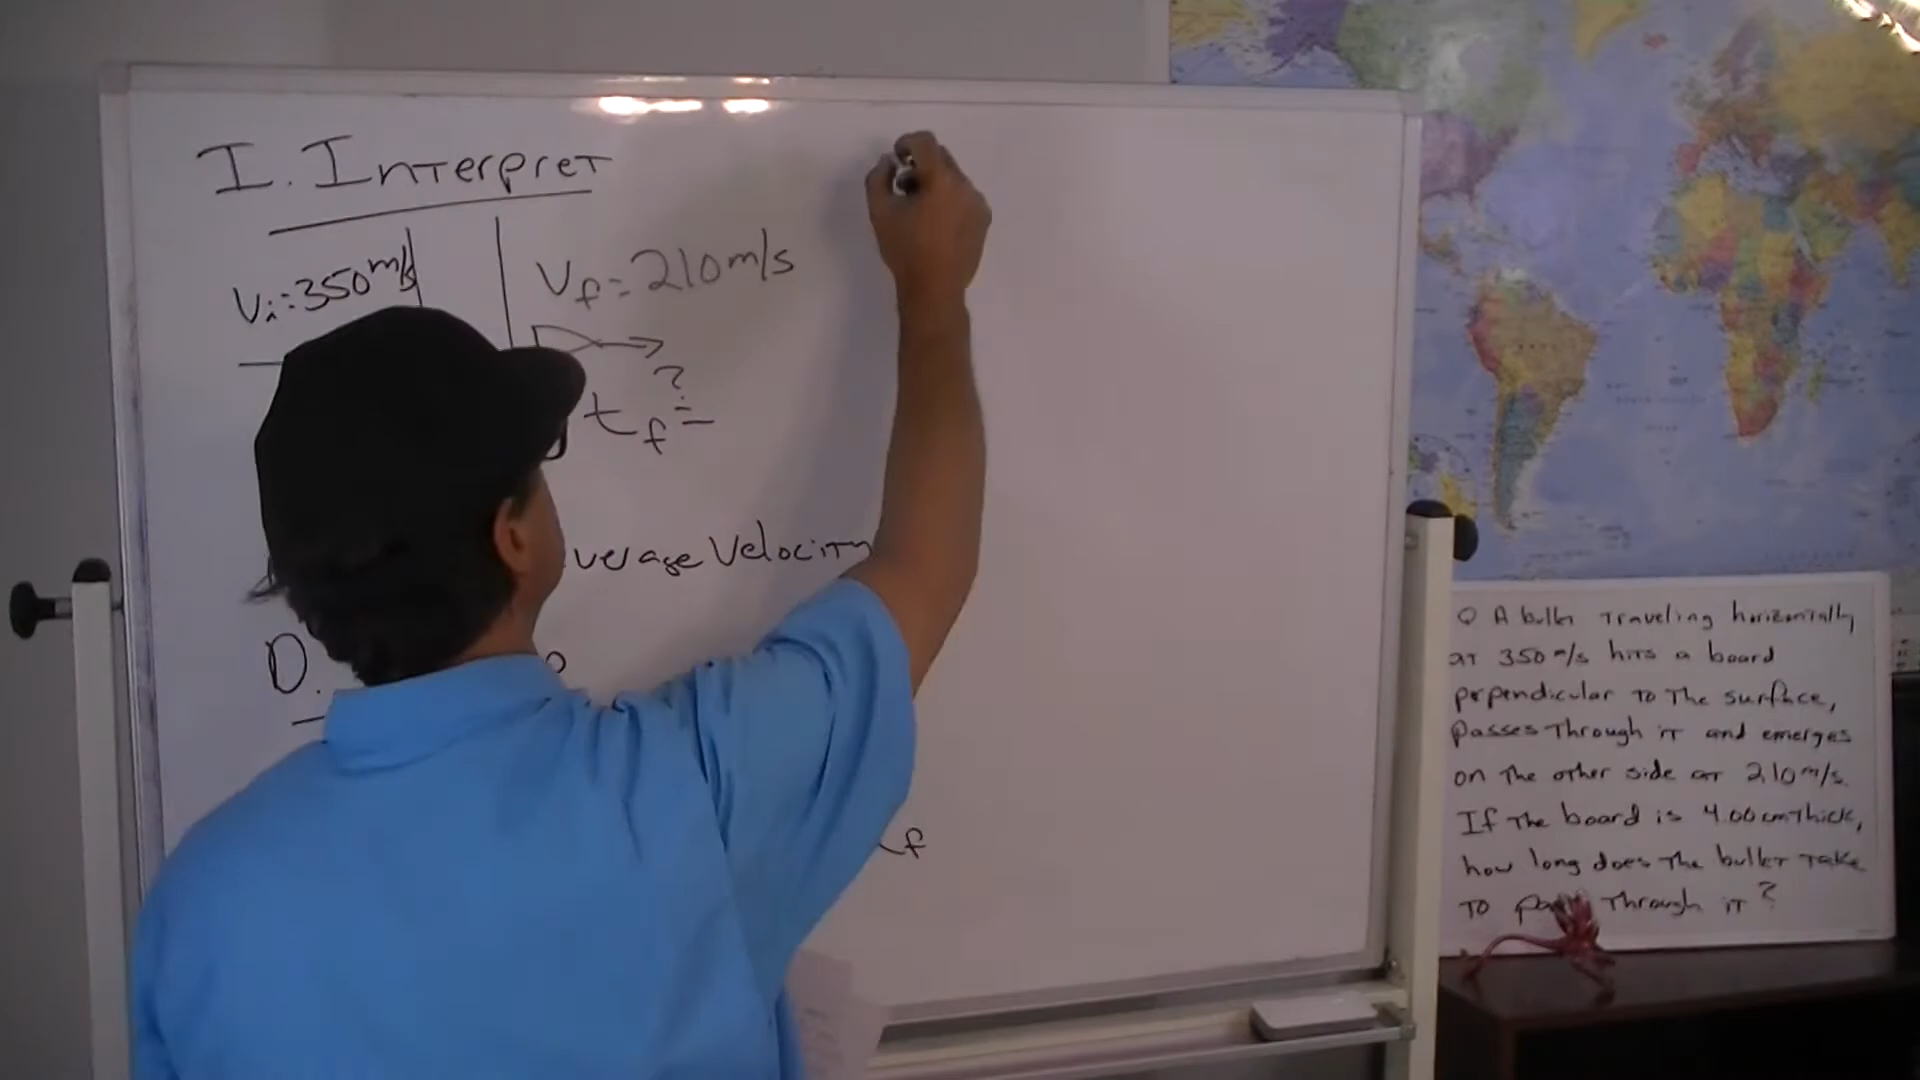 I. Interpret
Vi = 350 m/s
Vf = 210 m/s
?
tf =
verage Velocity
D.
f
Q A bullet Traveling horizontally
at 350 m/s hits a board
perpendicular to the surface,
passes Through it and emerges
on the other side at 210 m/s.
If the board is 4.00 cm thick,
how long does the bullet take
to Through it?